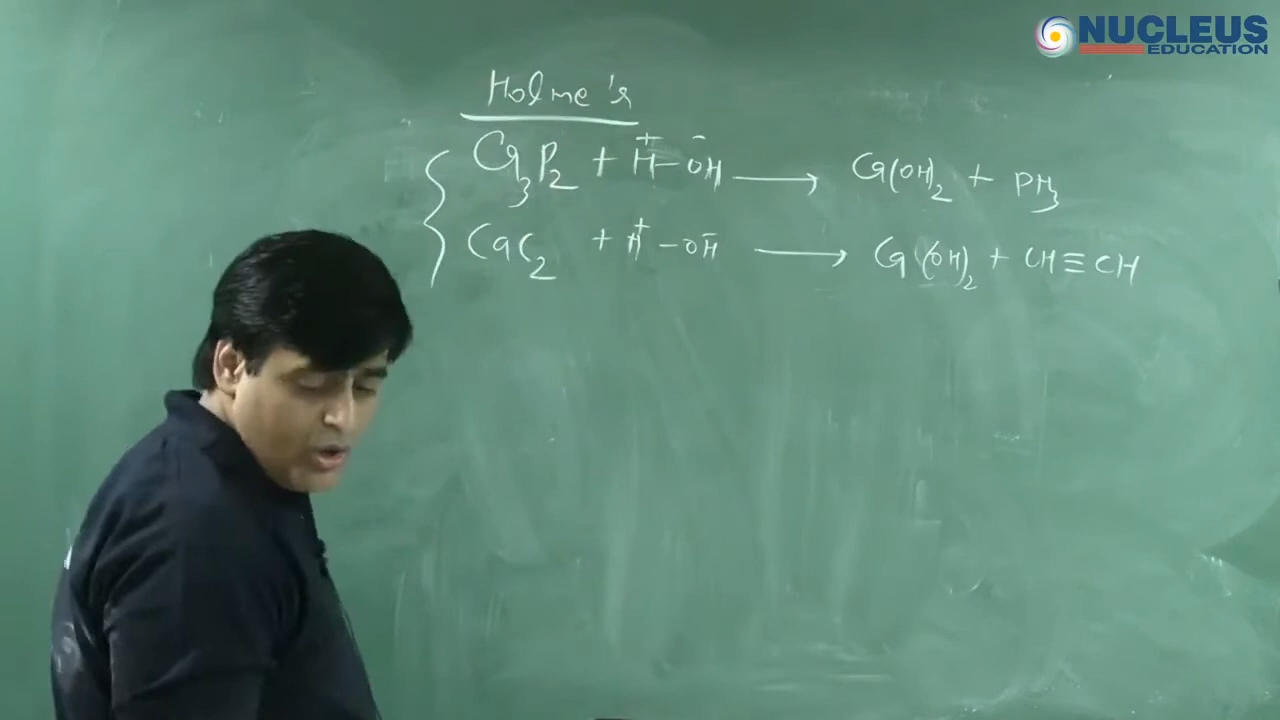 NUCLEUS
EDUCATION
Holme's
Ca3P2 + H+–OH- ⟶ Ca(OH)2 + PH3
CaC2 + H+–OH- ⟶ Ca(OH)2 + CH≡CH